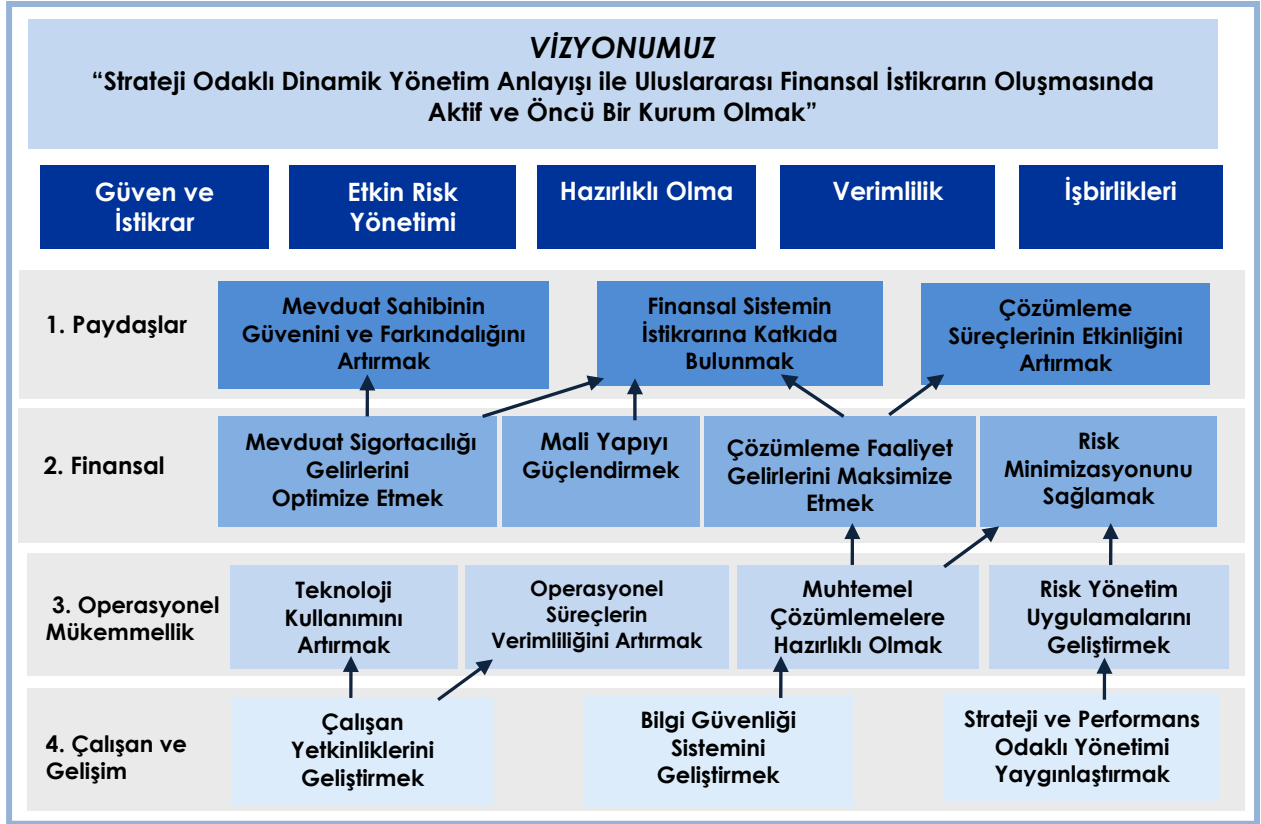 VİZYONUMUZ
“Strateji Odaklı Dinamik Yönetim Anlayışı ile Uluslararası Finansal İstikrarın Oluşmasında
Aktif ve Öncü Bir Kurum Olmak”
Güven ve
İstikrar
Etkin Risk
Yönetimi
Hazırlıklı Olma
Verimlilik
İşbirlikleri
1. Paydaşlar
Mevduat Sahibinin
Güvenini ve Farkındalığını
Artırmak
Finansal Sistemin
İstikrarına Katkıda
Bulunmak
Çözümleme
Süreçlerinin Etkinliğini
Artırmak
2. Finansal
Mevduat Sigortacılığı
Gelirlerini
Optimize Etmek
Mali Yapıyı
Güçlendirmek
Çözümleme Faaliyet
Gelirlerini Maksimize
Etmek
Risk
Minimizasyonunu
Sağlamak
3. Operasyonel
Mükemmellik
Teknoloji
Kullanımını
Artırmak
Operasyonel
Süreçlerin
Verimliliğini Artırmak
Muhtemel
Çözümlemelere
Hazırlıklı Olmak
Risk Yönetim
Uygulamalarını
Geliştirmek
4. Çalışan ve
Gelişim
Çalışan
Yetkinliklerini
Geliştirmek
Bilgi Güvenliği
Sistemini
Geliştirmek
Strateji ve Performans
Odaklı Yönetimi
Yaygınlaştırmak